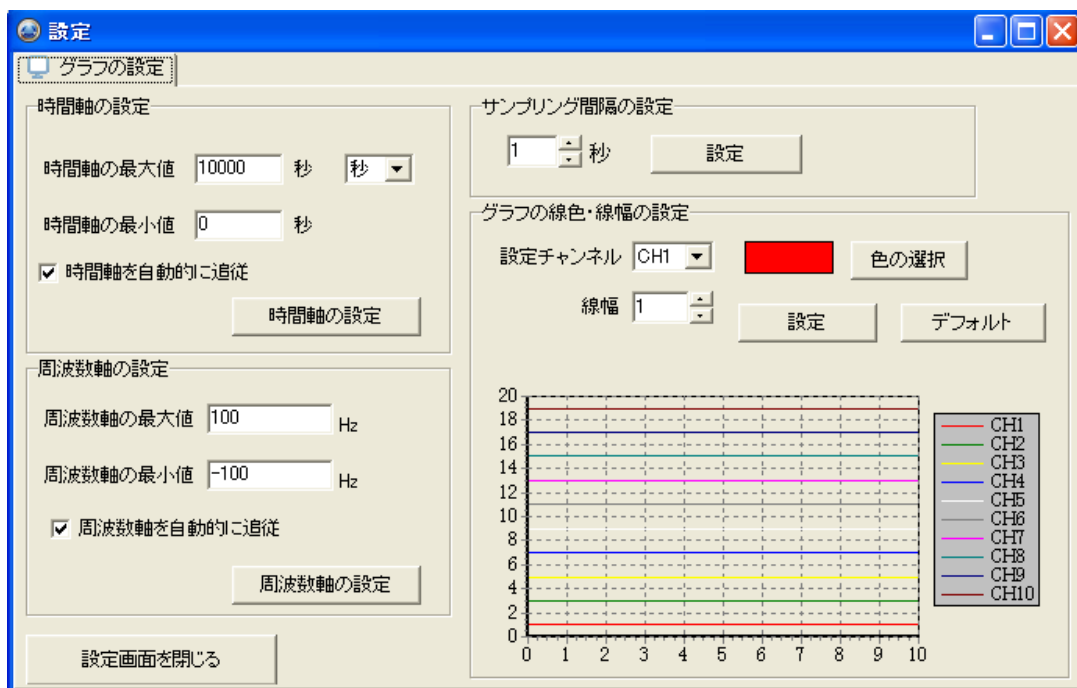 設定
グラフの設定
時間軸の設定
時間軸の最大値 10000 秒 秒
時間軸の最小値 0 秒
時間軸を自動的に追従
時間軸の設定
周波数軸の設定
周波数軸の最大値 100 Hz
周波数軸の最小値 -100 Hz
周波数軸を自動的に追従
周波数軸の設定
設定画面を閉じる
サンプリング間隔の設定
1 秒 設定
グラフの線色・線幅の設定
設定チャンネル CH1 色の選択
線幅 1 設定 デフォルト
20
18
16
14
12
10
8
6
4
2
0
0 1 2 3 4 5 6 7 8 9 10
CH1
CH2
CH3
CH4
CH5
CH6
CH7
CH8
CH9
CH10